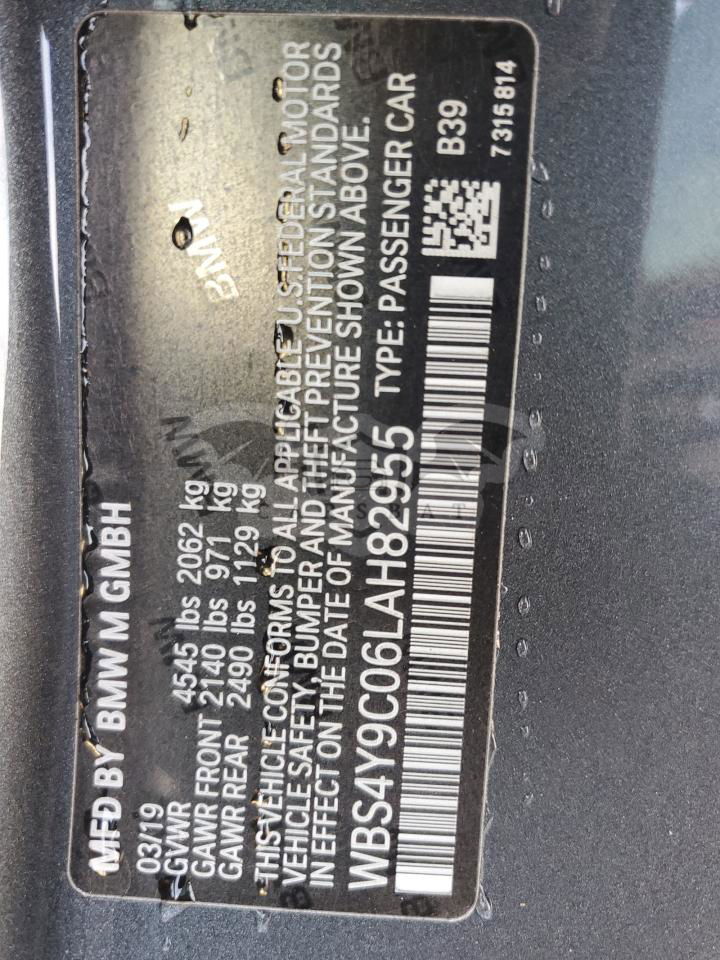 MFD BY BMW M GMBH
03/19
GVWR 4545 lbs 2062 kg
GAWR FRONT 2140 lbs 971 kg
GAWR REAR 2490 lbs 1129 kg
THIS VEHICLE CONFORMS TO ALL APPLICABLE U.S.FEDERAL MOTOR
VEHICLE SAFETY, BUMPER AND THEFT PREVENTION STANDARDS
IN EFFECT ON THE DATE OF MANUFACTURE SHOWN ABOVE.
WBS4Y9C06LAH82955 TYPE: PASSENGER CAR
B39
7 315 814
BMW
BMW